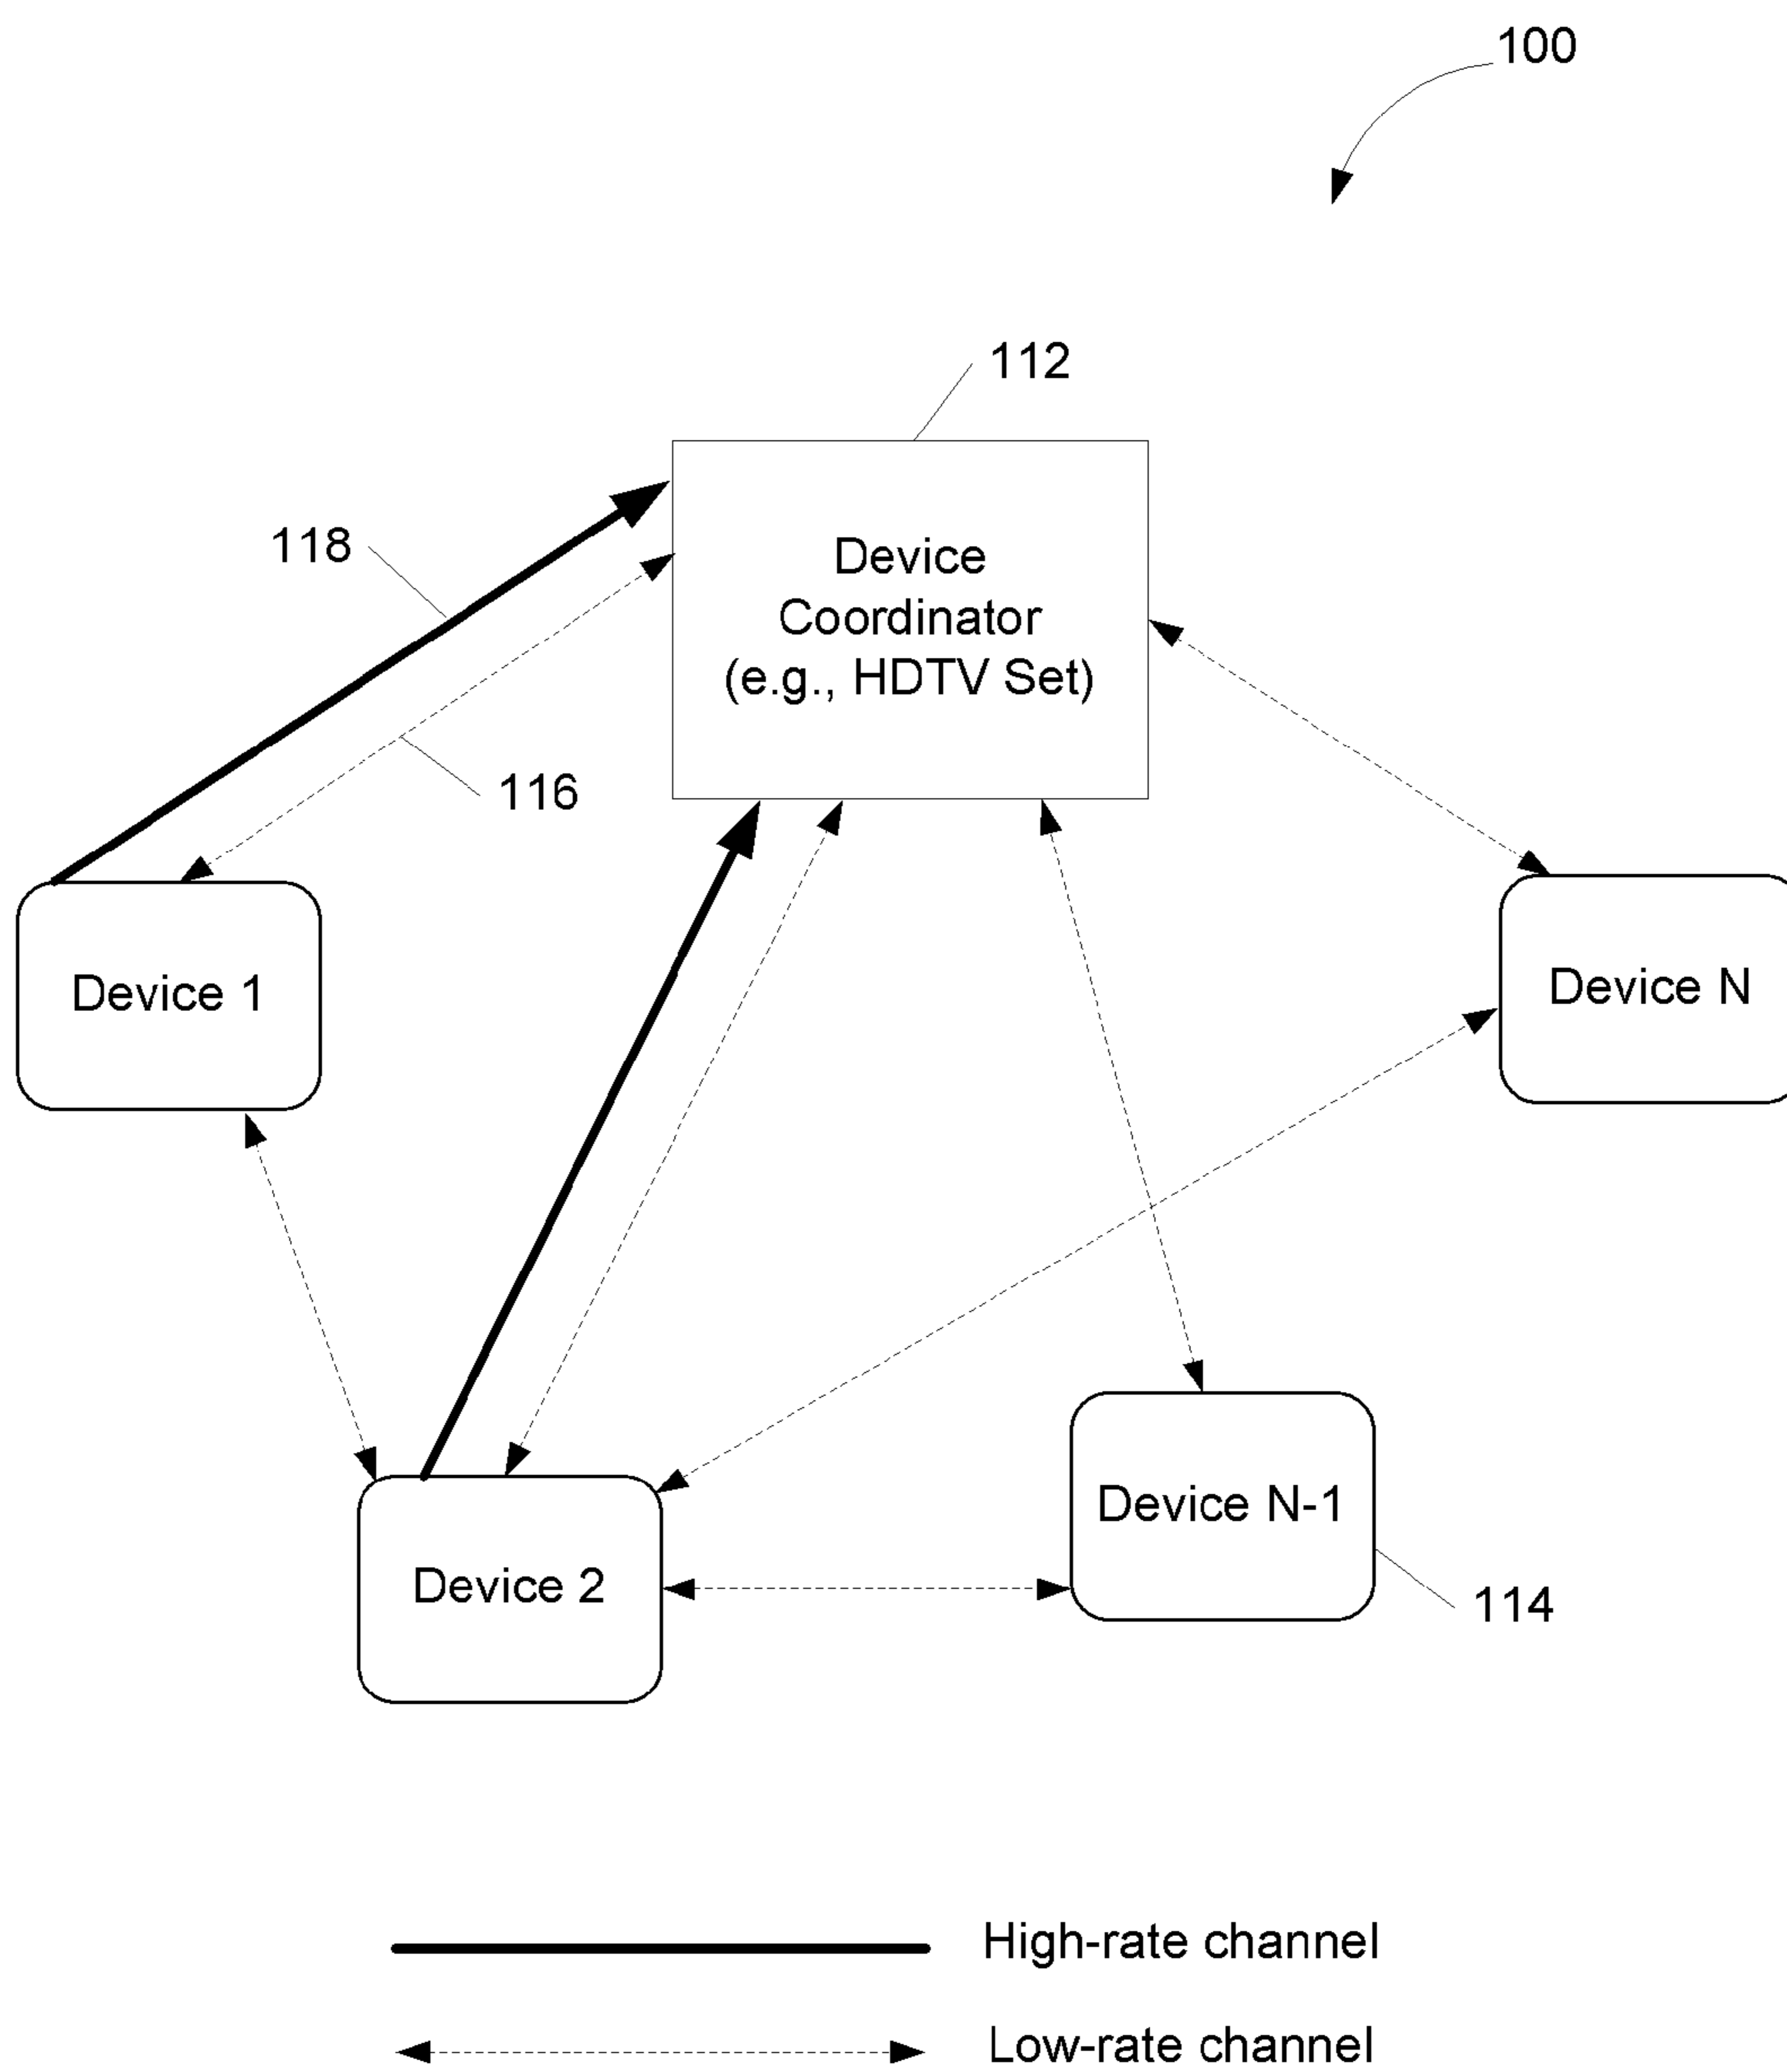 100
112
118
Device
Coordinator
(e.g., HDTV Set)
116
Device 1
Device N
Device N-1
Device 2
114
High-rate channel
Low-rate channel